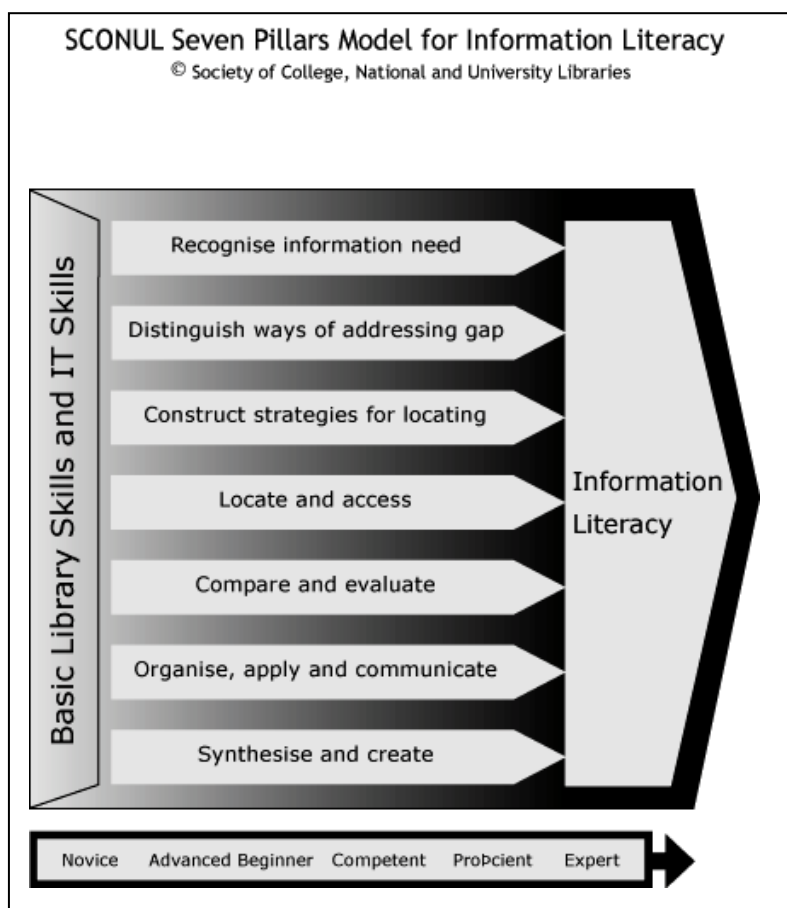 SCONUL Seven Pillars Model for Information Literacy
© Society of College, National and University Libraries
Basic Library Skills and IT Skills
Recognise information need
Distinguish ways of addressing gap
Construct strategies for locating
Locate and access
Compare and evaluate
Organise, apply and communicate
Synthesise and create
Information
Literacy
Novice Advanced Beginner Competent ProÞcient Expert